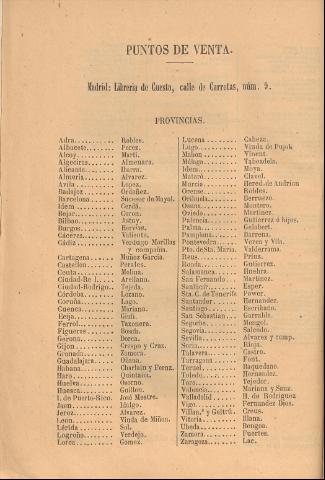 PUNTOS DE VENTA.
Madrid: Librería de Cuesta, calle de Carretas, núm. 9.
PROVINCIAS.
Adra......... Robles.
Albacete...... Perez.
Alcoy........ Martí.
Algeciras..... Almenara.
Alicante...... Ibarra.
Almería...... Alvarez.
Avila........ Lopez.
Badajoz...... Ordoñez.
Barcelona..... Sucesor de Mayol.
Idem......... Cerdá.
Bejar........ Coron.
Bilbao....... Astuy.
Burgos....... Hervias.
Cáceres...... Valiente.
Cádiz........ Verdugo Morillas
y compañía.
Cartagena..... Muñoz García.
Castellon..... Perales.
Ceuta........ Molina.
Ciudad-Real.. Arellano.
Ciudad-Rodrigo. Tejeda.
Córdoba...... Lozano.
Coruña....... Lago.
Cuenca....... Mariana.
Ecija........ Giuli.
Ferrol....... Taxonera.
Figueras..... Bosch.
Gerona....... Dorca.
Gijon........ Crespo y Cruz.
Granada...... Zamora.
Guadalajara... Oñana.
Habana....... Charlain y Fernz.
Haro......... Quintana.
Huelva....... Osorno.
Huesca....... Guillen.
I. de Puerto-Rico. José Mestre.
Jaen......... Idalgo.
Jerez........ Alvarez.
Leon......... Viuda de Miñon.
Lérida....... Sol.
Logroño...... Verdejo.
Lorca........ Gomez.
Lucena....... Cabeza.
Lugo......... Viuda de Pujol.
Mahon........ Vinent.
Málaga....... Taboadela.
Idem......... Moya.
Mataró....... Clavel.
Murcia....... Hered. de Andrion
Orense....... Robles.
Orihuela..... Berruezo.
Osuna........ Montero.
Oviedo....... Martinez.
Palencia..... Gutierrez é hijos.
Palma........ Gelabert.
Pamplona..... Barrena.
Pontevedra... Verea y Vila.
Pto. de Sta. María. Valderrama.
Reus......... Prius.
Ronda........ Gutierrez.
Salamanca.... Huebra.
San Fernando. Martinez.
Sanlúcar..... Esper.
Sta. C. de Tenerife Power.
Santander.... Hernandez.
Santiago..... Escribano.
San Sebastian.. Garralda.
Segorbe...... Mengol.
Segovia...... Salcedo.
Sevilla...... Alvarez y comp.
Soria........ Rioja.
Talavera..... Castro.
Tarragona.... Font.
Teruel....... Baquedano.
Toledo....... Hernandez.
Toro......... Tejedor.
Valencia..... Mariana y Sanz.
Valladolid... H. de Rodriguez
Vigo......... Fernandez Dios.
Villan.ª y Geltrú. Creus.
Vitoria...... Illana.
Ubeda........ Bengoa.
Zamora....... Fuertes.
Zaragoza..... Lac.